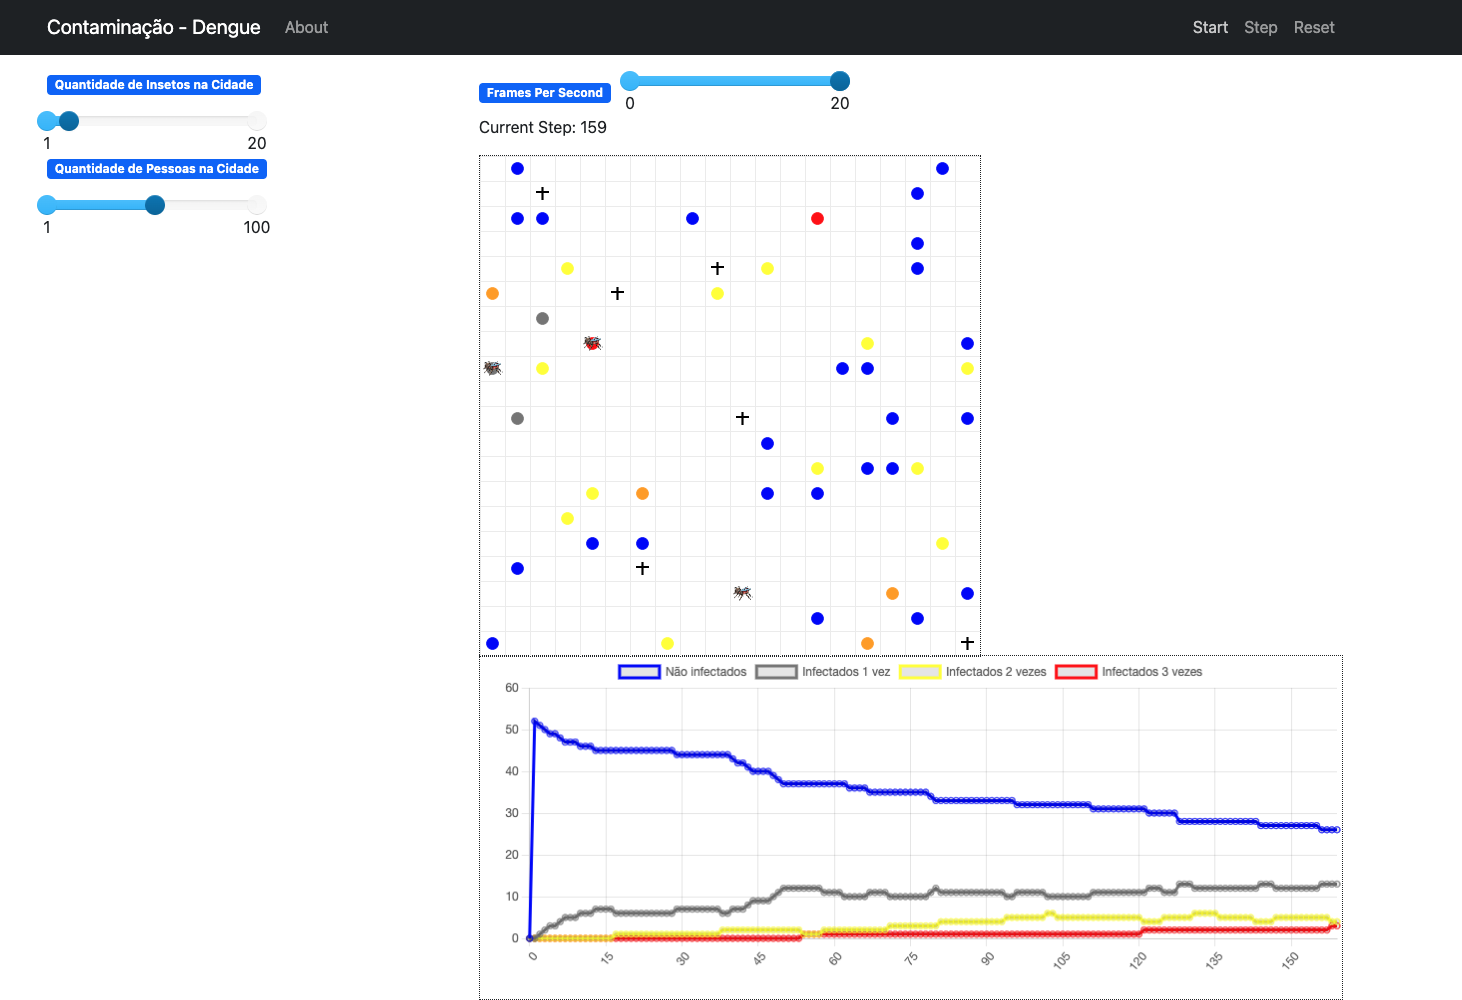 Contaminação - Dengue About Start Step Reset
Quantidade de Insetos na Cidade
1 20
Quantidade de Pessoas na Cidade
1 100
Frames Per Second
0 20
Current Step: 159
Não infectados Infectados 1 vez Infectados 2 vezes Infectados 3 vezes
60
50
40
30
20
10
0
0 15 30 45 60 75 90 105 120 135 150